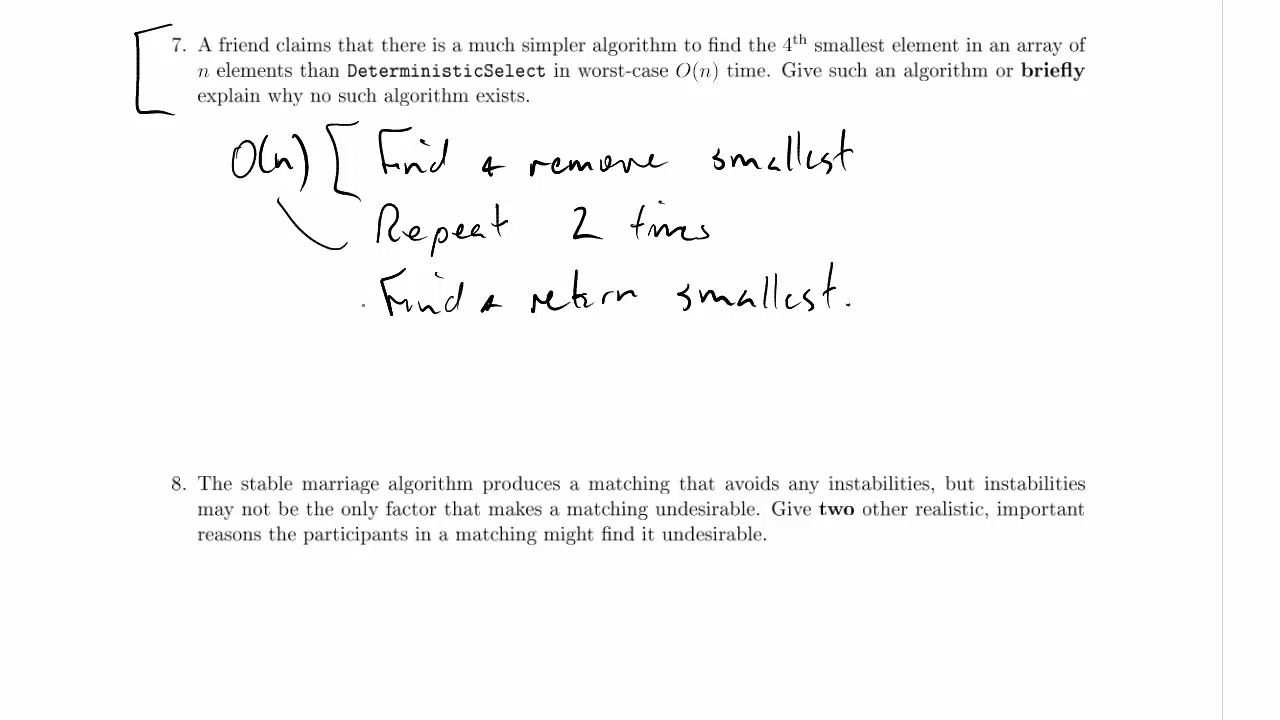 7. A friend claims that there is a much simpler algorithm to find the 4th smallest element in an array of
n elements than DeterministicSelect in worst-case O(n) time. Give such an algorithm or briefly
explain why no such algorithm exists.
O(n) [ Find & remove smallest
Repeat 2 times
Find & return smallest.
8. The stable marriage algorithm produces a matching that avoids any instabilities, but instabilities
may not be the only factor that makes a matching undesirable. Give two other realistic, important
reasons the participants in a matching might find it undesirable.